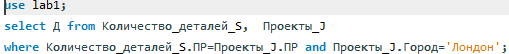 use lab1;
select Д from Количество_деталей_S,  Проекты_J
where Количество_деталей_S.ПР=Проекты_J.ПР and Проекты_J.Город='Лондон';